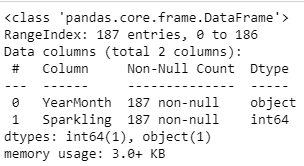 <class 'pandas.core.frame.DataFrame'>
RangeIndex: 187 entries, 0 to 186
Data columns (total 2 columns):
 #   Column     Non-Null Count  Dtype
---  ------     --------------  -----
 0   YearMonth  187 non-null    object
 1   Sparkling  187 non-null    int64
dtypes: int64(1), object(1)
memory usage: 3.0+ KB